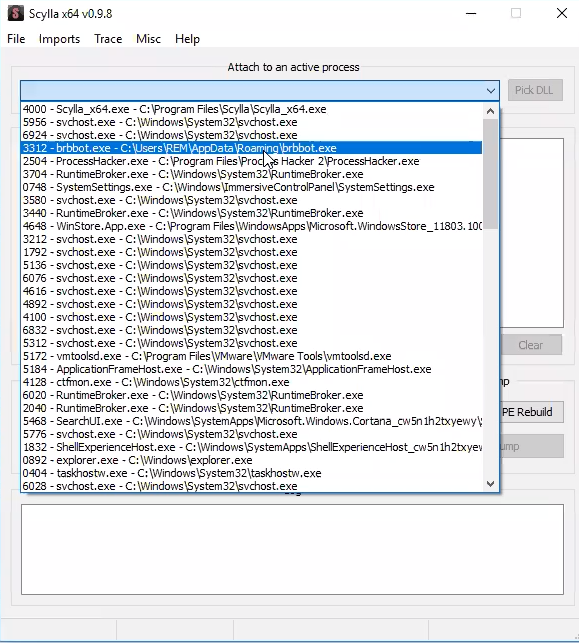 Scylla x64 v0.9.8
File Imports Trace Misc Help
Attach to an active process
Pick DLL
4000 - Scylla_x64.exe - C:\Program Files\Scylla\Scylla_x64.exe
5956 - svchost.exe - C:\Windows\System32\svchost.exe
6924 - svchost.exe - C:\Windows\System32\svchost.exe
3312 - brbbot.exe - C:\Users\REM\AppData\Roaming\brbbot.exe
2504 - ProcessHacker.exe - C:\Program Files\Process Hacker 2\ProcessHacker.exe
3704 - RuntimeBroker.exe - C:\Windows\System32\RuntimeBroker.exe
0748 - SystemSettings.exe - C:\Windows\ImmersiveControlPanel\SystemSettings.exe
3580 - svchost.exe - C:\Windows\System32\svchost.exe
3440 - RuntimeBroker.exe - C:\Windows\System32\RuntimeBroker.exe
4648 - WinStore.App.exe - C:\Program Files\WindowsApps\Microsoft.WindowsStore_11803.100
3212 - svchost.exe - C:\Windows\System32\svchost.exe
1792 - svchost.exe - C:\Windows\System32\svchost.exe
5136 - svchost.exe - C:\Windows\System32\svchost.exe
6076 - svchost.exe - C:\Windows\System32\svchost.exe
4616 - svchost.exe - C:\Windows\System32\svchost.exe
4892 - svchost.exe - C:\Windows\System32\svchost.exe
4100 - svchost.exe - C:\Windows\System32\svchost.exe
6832 - svchost.exe - C:\Windows\System32\svchost.exe
5312 - svchost.exe - C:\Windows\System32\svchost.exe
Clear
5172 - vmtoolsd.exe - C:\Program Files\VMware\VMware Tools\vmtoolsd.exe
5184 - ApplicationFrameHost.exe - C:\Windows\System32\ApplicationFrameHost.exe
4128 - ctfmon.exe - C:\Windows\System32\ctfmon.exe
6020 - RuntimeBroker.exe - C:\Windows\System32\RuntimeBroker.exe
2040 - RuntimeBroker.exe - C:\Windows\System32\RuntimeBroker.exe
PE Rebuild
5468 - SearchUI.exe - C:\Windows\SystemApps\Microsoft.Windows.Cortana_cw5n1h2txyewy\
5776 - svchost.exe - C:\Windows\System32\svchost.exe
1832 - ShellExperienceHost.exe - C:\Windows\SystemApps\ShellExperienceHost_cw5n1h2txyew
ump
0892 - explorer.exe - C:\Windows\explorer.exe
0404 - taskhostw.exe - C:\Windows\System32\taskhostw.exe
6028 - svchost.exe - C:\Windows\System32\svchost.exe